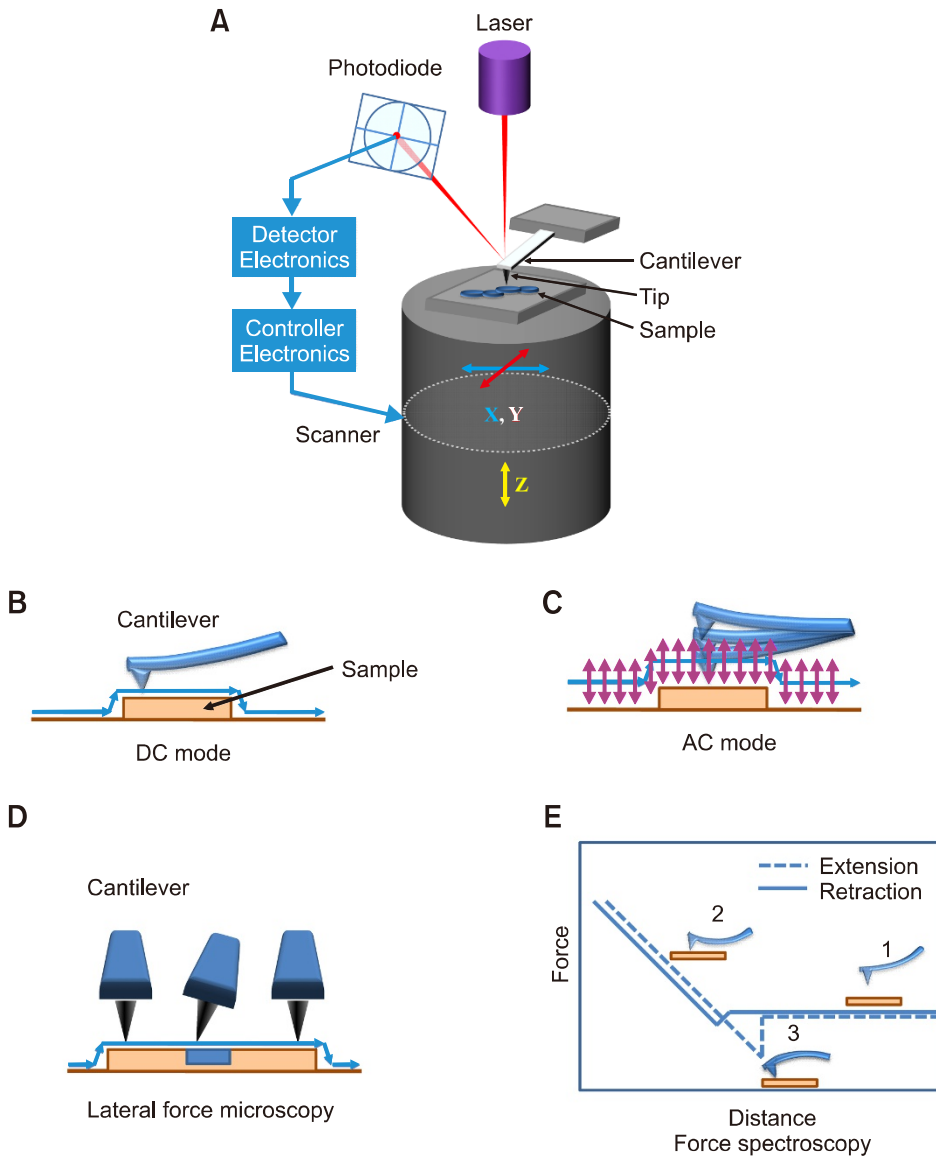 A
Laser
Photodiode
Detector
Electronics
Controller
Electronics
Scanner
Cantilever
Tip
Sample
X, Y
Z
B
Cantilever
Sample
DC mode
C
AC mode
D
Cantilever
Lateral force microscopy
E
Extension
Retraction
2
1
3
Force
Distance
Force spectroscopy